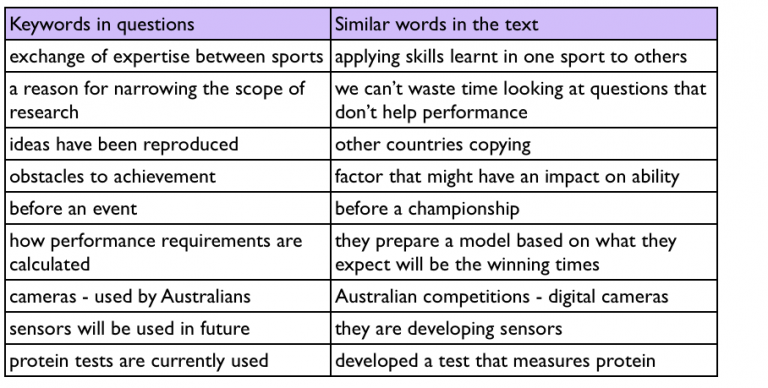 Keywords in questions
Similar words in the text
exchange of expertise between sports
applying skills learnt in one sport to others
a reason for narrowing the scope of
research
we can't waste time looking at questions that
don't help performance
ideas have been reproduced
other countries copying
obstacles to achievement
factor that might have an impact on ability
before an event
before a championship
how performance requirements are
calculated
they prepare a model based on what they
expect will be the winning times
cameras - used by Australians
Australian competitions - digital cameras
sensors will be used in future
they are developing sensors
protein tests are currently used
developed a test that measures protein